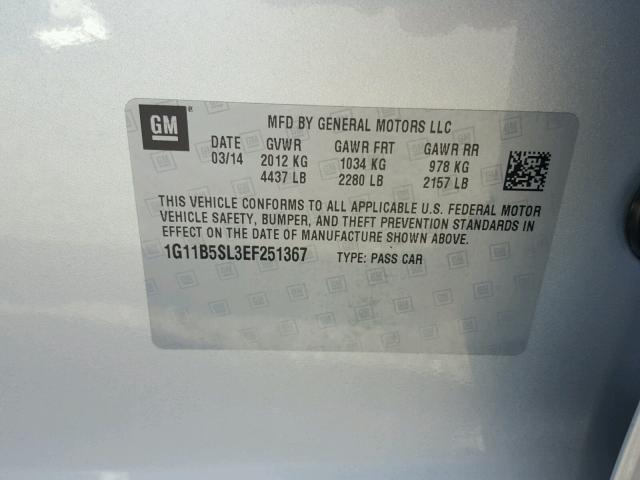 GM
MFD BY GENERAL MOTORS LLC
DATE GVWR GAWR FRT GAWR RR
03/14 2012 KG 1034 KG 978 KG
4437 LB 2280 LB 2157 LB
THIS VEHICLE CONFORMS TO ALL APPLICABLE U.S. FEDERAL MOTOR
VEHICLE SAFETY, BUMPER, AND THEFT PREVENTION STANDARDS IN
EFFECT ON THE DATE OF MANUFACTURE SHOWN ABOVE.
1G11B5SL3EF251367 TYPE: PASS CAR